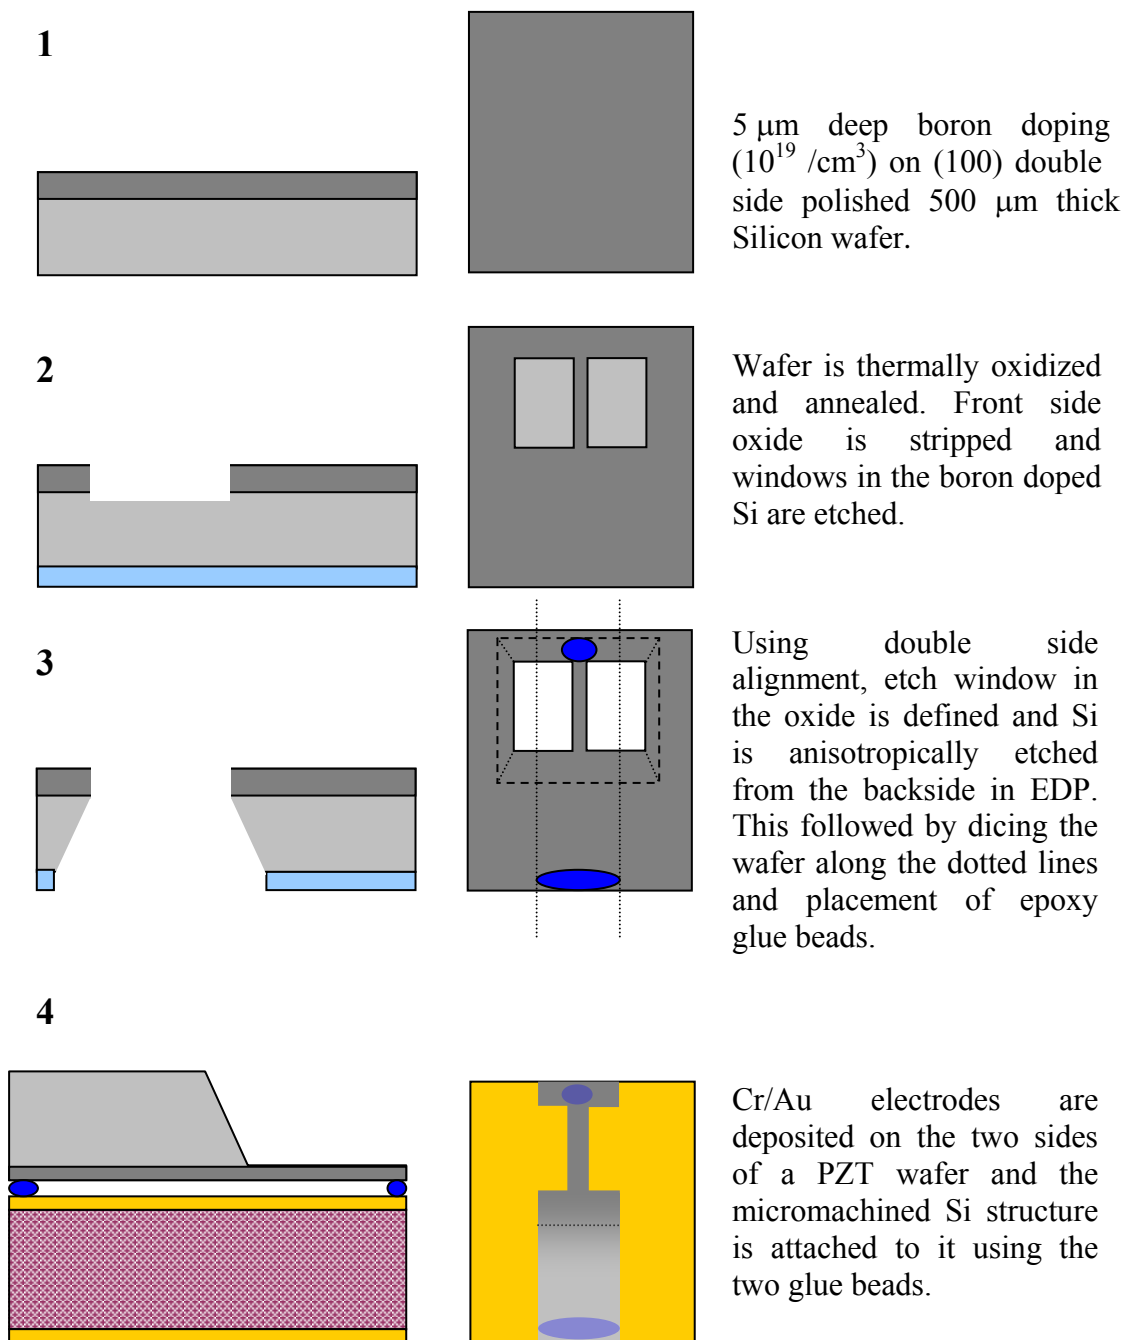 1
5 μm deep boron doping
(10^19 /cm^3) on (100) double
side polished 500 μm thick
Silicon wafer.
2
Wafer is thermally oxidized
and annealed. Front side
oxide is stripped and
windows in the boron doped
Si are etched.
3
Using double side
alignment, etch window in
the oxide is defined and Si
is anisotropically etched
from the backside in EDP.
This followed by dicing the
wafer along the dotted lines
and placement of epoxy
glue beads.
4
Cr/Au electrodes are
deposited on the two sides
of a PZT wafer and the
micromachined Si structure
is attached to it using the
two glue beads.